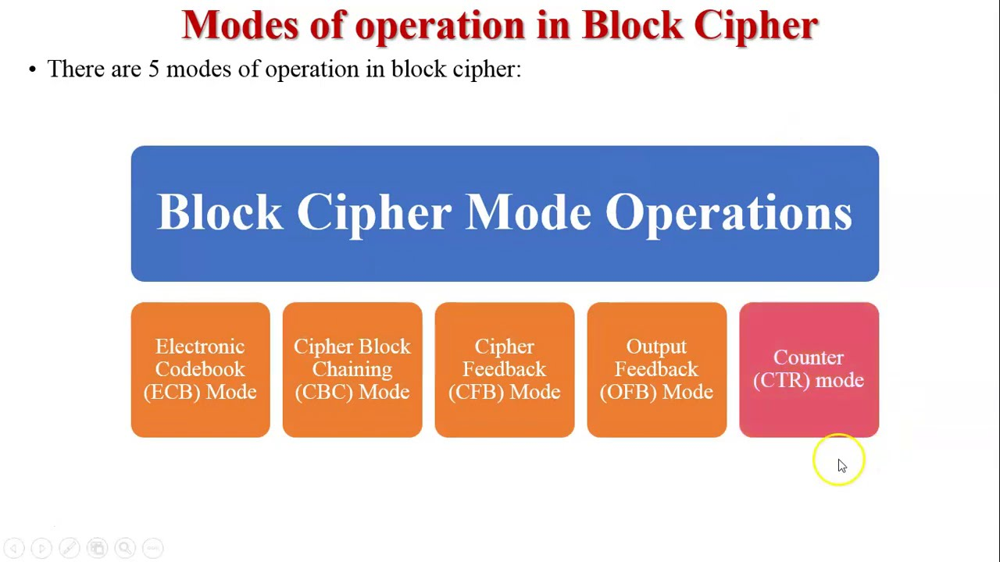 Modes of operation in Block Cipher
• There are 5 modes of operation in block cipher:
Block Cipher Mode Operations
Electronic
Codebook
(ECB) Mode
Cipher Block
Chaining
(CBC) Mode
Cipher
Feedback
(CFB) Mode
Output
Feedback
(OFB) Mode
Counter
(CTR) mode